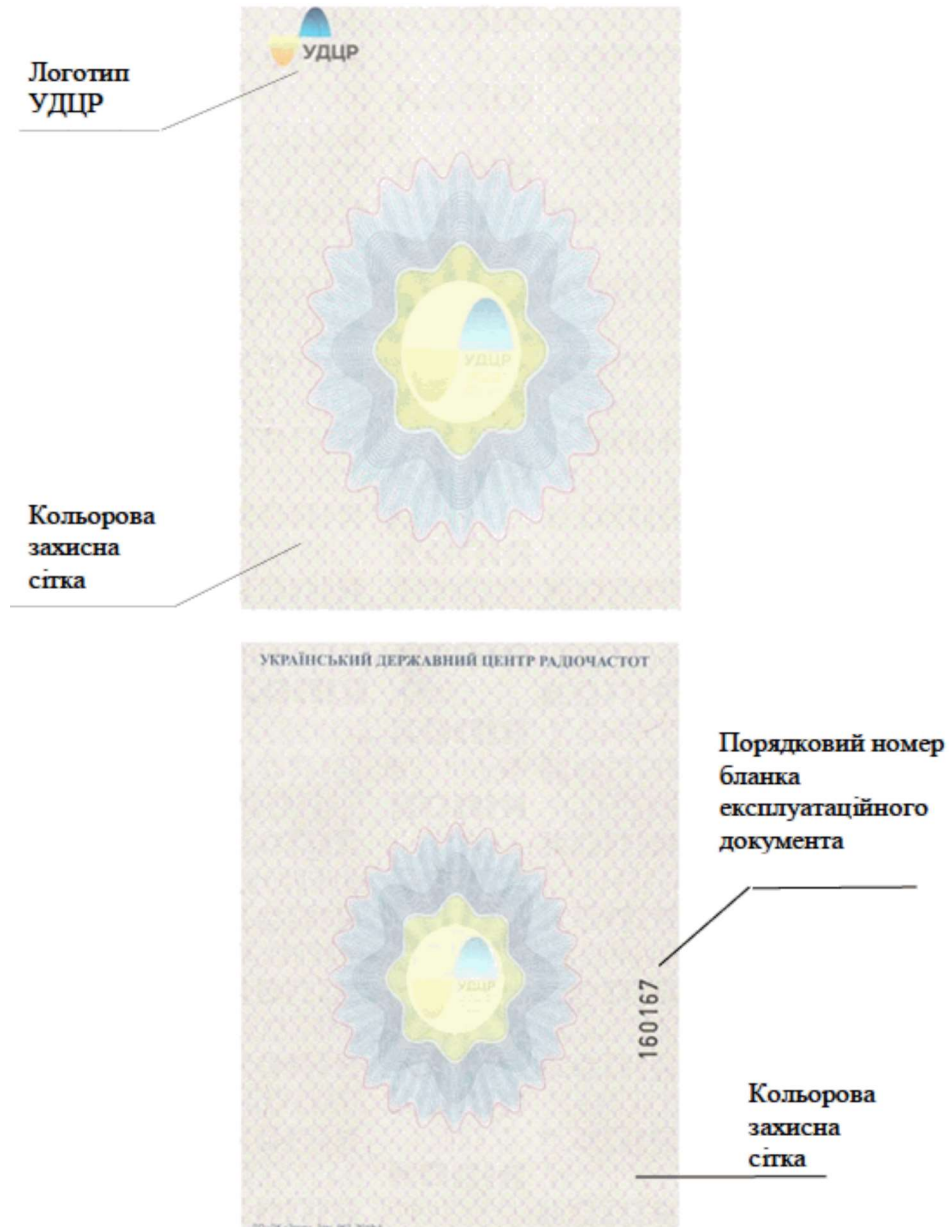 УДЦР
Логотип
УДЦР
УДЦР
Кольорова
захисна
сітка
УКРАЇНСЬКИЙ ДЕРЖАВНИЙ ЦЕНТР РАДІОЧАСТОТ
Порядковий номер
бланка
експлуатаційного
документа
УДЦР
160167
Кольорова
захисна
сітка